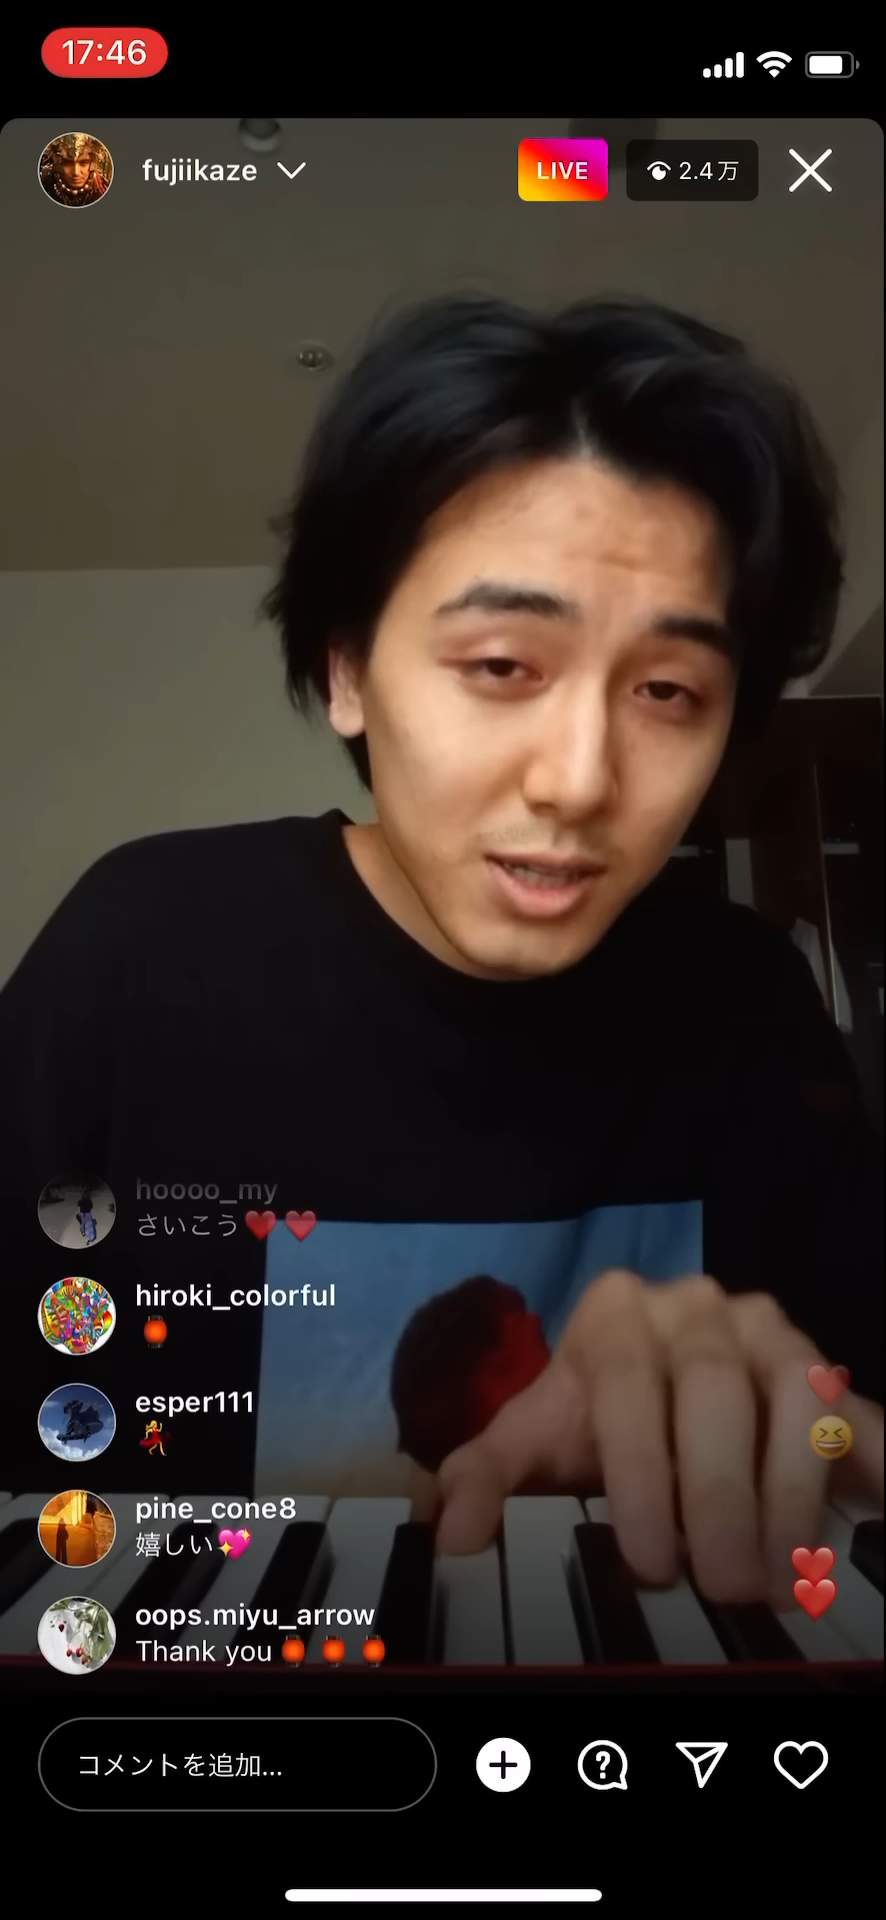 17:46
fujiikaze
LIVE
2.4万
hoooo_my
さいこう❤️❤️
hiroki_colorful
🏮
esper111
💃
pine_cone8
嬉しい💖
oops.miyu_arrow
Thank you🏮🏮🏮
コメントを追加...